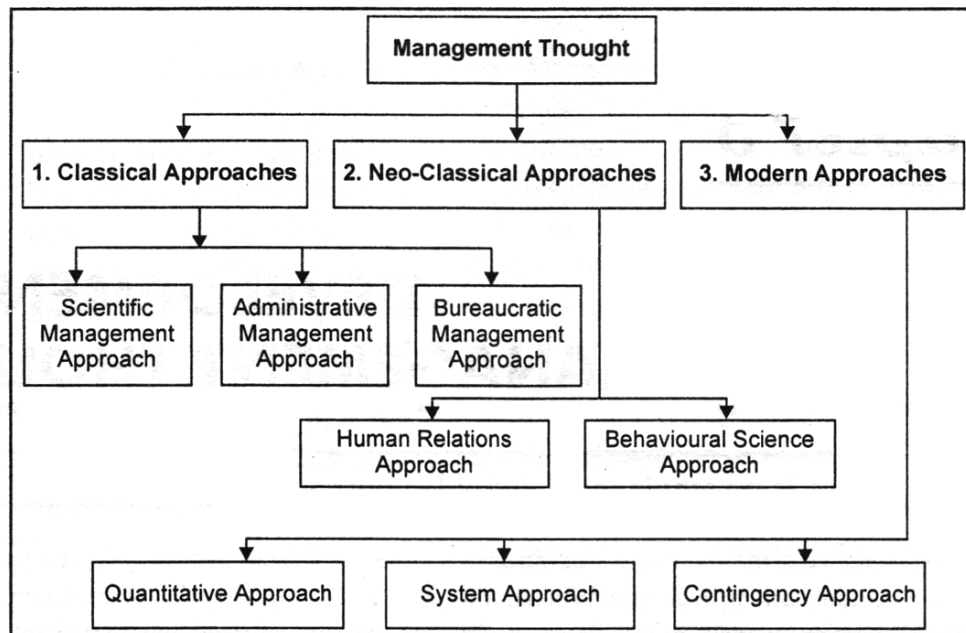 Management Thought
1. Classical Approaches
2. Neo-Classical Approaches
3. Modern Approaches
Scientific
Management
Approach
Administrative
Management
Approach
Bureaucratic
Management
Approach
Human Relations
Approach
Behavioural Science
Approach
Quantitative Approach
System Approach
Contingency Approach